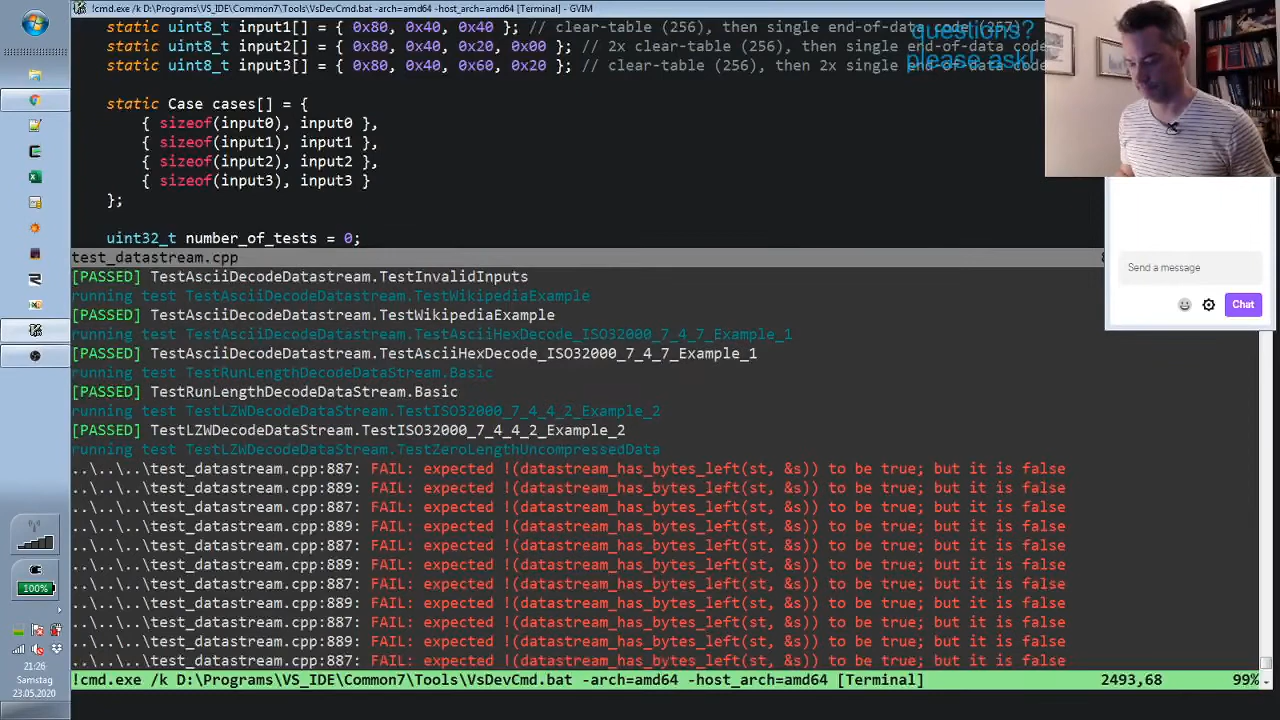 !cmd.exe /k D:\Programs\VS_IDE\Common7\Tools\VsDevCmd.bat -arch=amd64 -host_arch=amd64 [Terminal] - GVIM
static uint8_t input1[] = { 0x80, 0x40, 0x40 }; // clear-table (256), then single end-of-data code (257)
static uint8_t input2[] = { 0x80, 0x40, 0x20, 0x00 }; // 2x clear-table (256), then single end-of-data code
static uint8_t input3[] = { 0x80, 0x40, 0x60, 0x20 }; // clear-table (256), then 2x single end-of-data code
questions?
please ask!
static Case cases[] = {
{ sizeof(input0), input0 },
{ sizeof(input1), input1 },
{ sizeof(input2), input2 },
{ sizeof(input3), input3 }
};
uint32_t number_of_tests = 0;
test_datastream.cpp
[PASSED] TestAsciiDecodeDatastream.TestInvalidInputs
running test TestAsciiDecodeDatastream.TestWikipediaExample
[PASSED] TestAsciiDecodeDatastream.TestWikipediaExample
running test TestAsciiDecodeDatastream.TestAsciiHexDecode_ISO32000_7_4_7_Example_1
[PASSED] TestAsciiDecodeDatastream.TestAsciiHexDecode_ISO32000_7_4_7_Example_1
running test TestRunLengthDecodeDataStream.Basic
[PASSED] TestRunLengthDecodeDataStream.Basic
running test TestLZWDecodeDataStream.TestISO32000_7_4_4_2_Example_2
[PASSED] TestLZWDecodeDataStream.TestISO32000_7_4_4_2_Example_2
running test TestLZWDecodeDataStream.TestZeroLengthUncompressedData
..\..\..\test_datastream.cpp:887: FAIL: expected !(datastream_has_bytes_left(st, &s)) to be true; but it is false
..\..\..\test_datastream.cpp:889: FAIL: expected !(datastream_has_bytes_left(st, &s)) to be true; but it is false
..\..\..\test_datastream.cpp:887: FAIL: expected !(datastream_has_bytes_left(st, &s)) to be true; but it is false
..\..\..\test_datastream.cpp:889: FAIL: expected !(datastream_has_bytes_left(st, &s)) to be true; but it is false
..\..\..\test_datastream.cpp:887: FAIL: expected !(datastream_has_bytes_left(st, &s)) to be true; but it is false
..\..\..\test_datastream.cpp:889: FAIL: expected !(datastream_has_bytes_left(st, &s)) to be true; but it is false
..\..\..\test_datastream.cpp:887: FAIL: expected !(datastream_has_bytes_left(st, &s)) to be true; but it is false
..\..\..\test_datastream.cpp:889: FAIL: expected !(datastream_has_bytes_left(st, &s)) to be true; but it is false
..\..\..\test_datastream.cpp:887: FAIL: expected !(datastream_has_bytes_left(st, &s)) to be true; but it is false
..\..\..\test_datastream.cpp:889: FAIL: expected !(datastream_has_bytes_left(st, &s)) to be true; but it is false
..\..\..\test_datastream.cpp:887: FAIL: expected !(datastream_has_bytes_left(st, &s)) to be true; but it is false
!cmd.exe /k D:\Programs\VS_IDE\Common7\Tools\VsDevCmd.bat -arch=amd64 -host_arch=amd64 [Terminal] 2493,68 99%
Send a message
Chat
100%
21:26
Samstag
23.05.2020